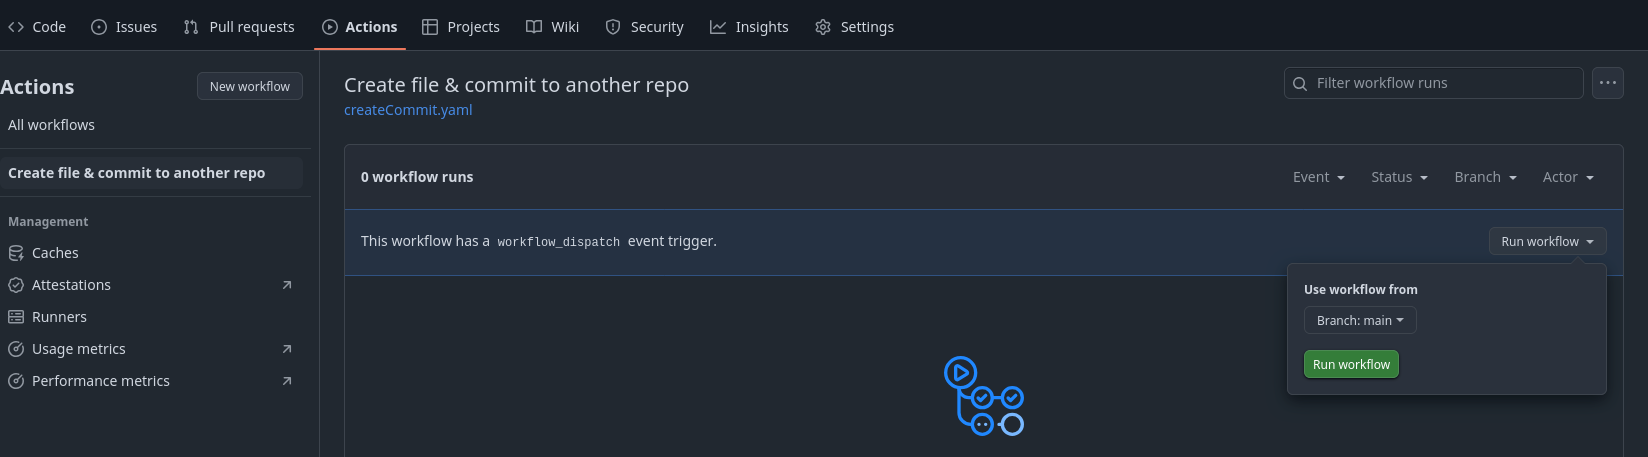 Code Issues Pull requests Actions Projects Wiki Security Insights Settings
Actions New workflow
All workflows
Create file & commit to another repo
Management
Caches
Attestations
Runners
Usage metrics
Performance metrics
Create file & commit to another repo
createCommit.yaml
Filter workflow runs
0 workflow runs Event Status Branch Actor
This workflow has a workflow_dispatch event trigger. Run workflow
Use workflow from
Branch: main
Run workflow